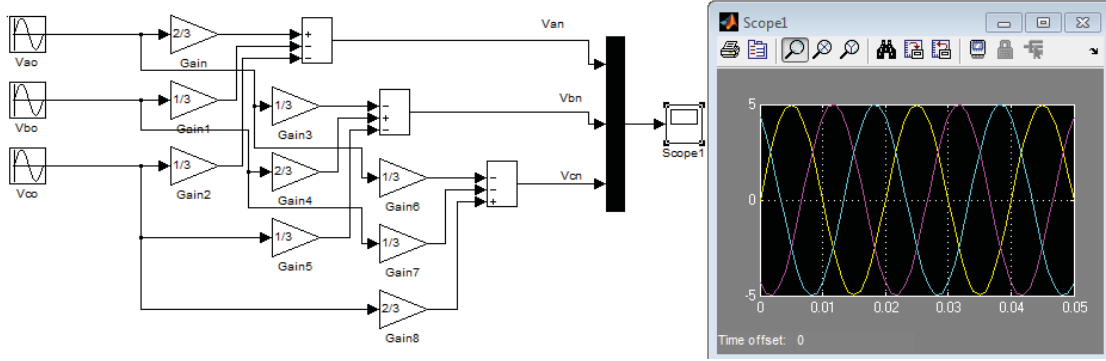 Vao
2/3
Gain
+
−
−
Van
Vbo
1/3
Gain1
1/3
Gain3
−
+
−
Vbn
Vco
1/3
Gain2
2/3
Gain4
1/3
Gain6
−
−
+
Vcn
1/3
Gain5
1/3
Gain7
2/3
Gain8
Scope1
Scope1
5
0
-5
0 0.01 0.02 0.03 0.04 0.05
Time offset: 0